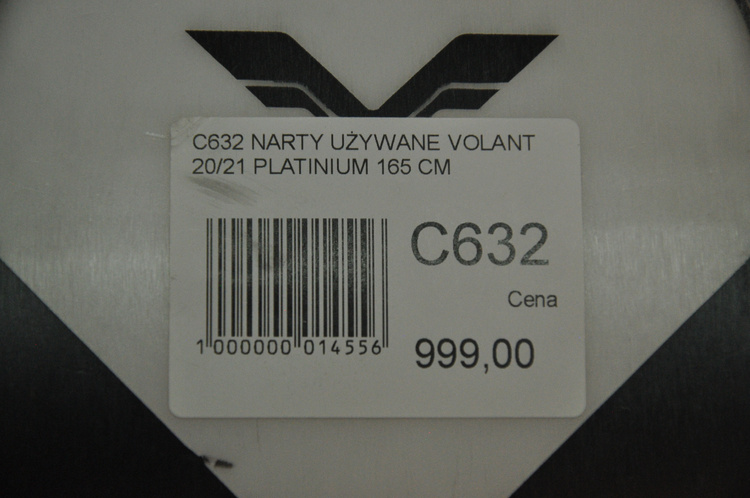 C632 NARTY UŻYWANE VOLANT
20/21 PLATINIUM 165 CM
C632
Cena
999,00
1 000000 014556